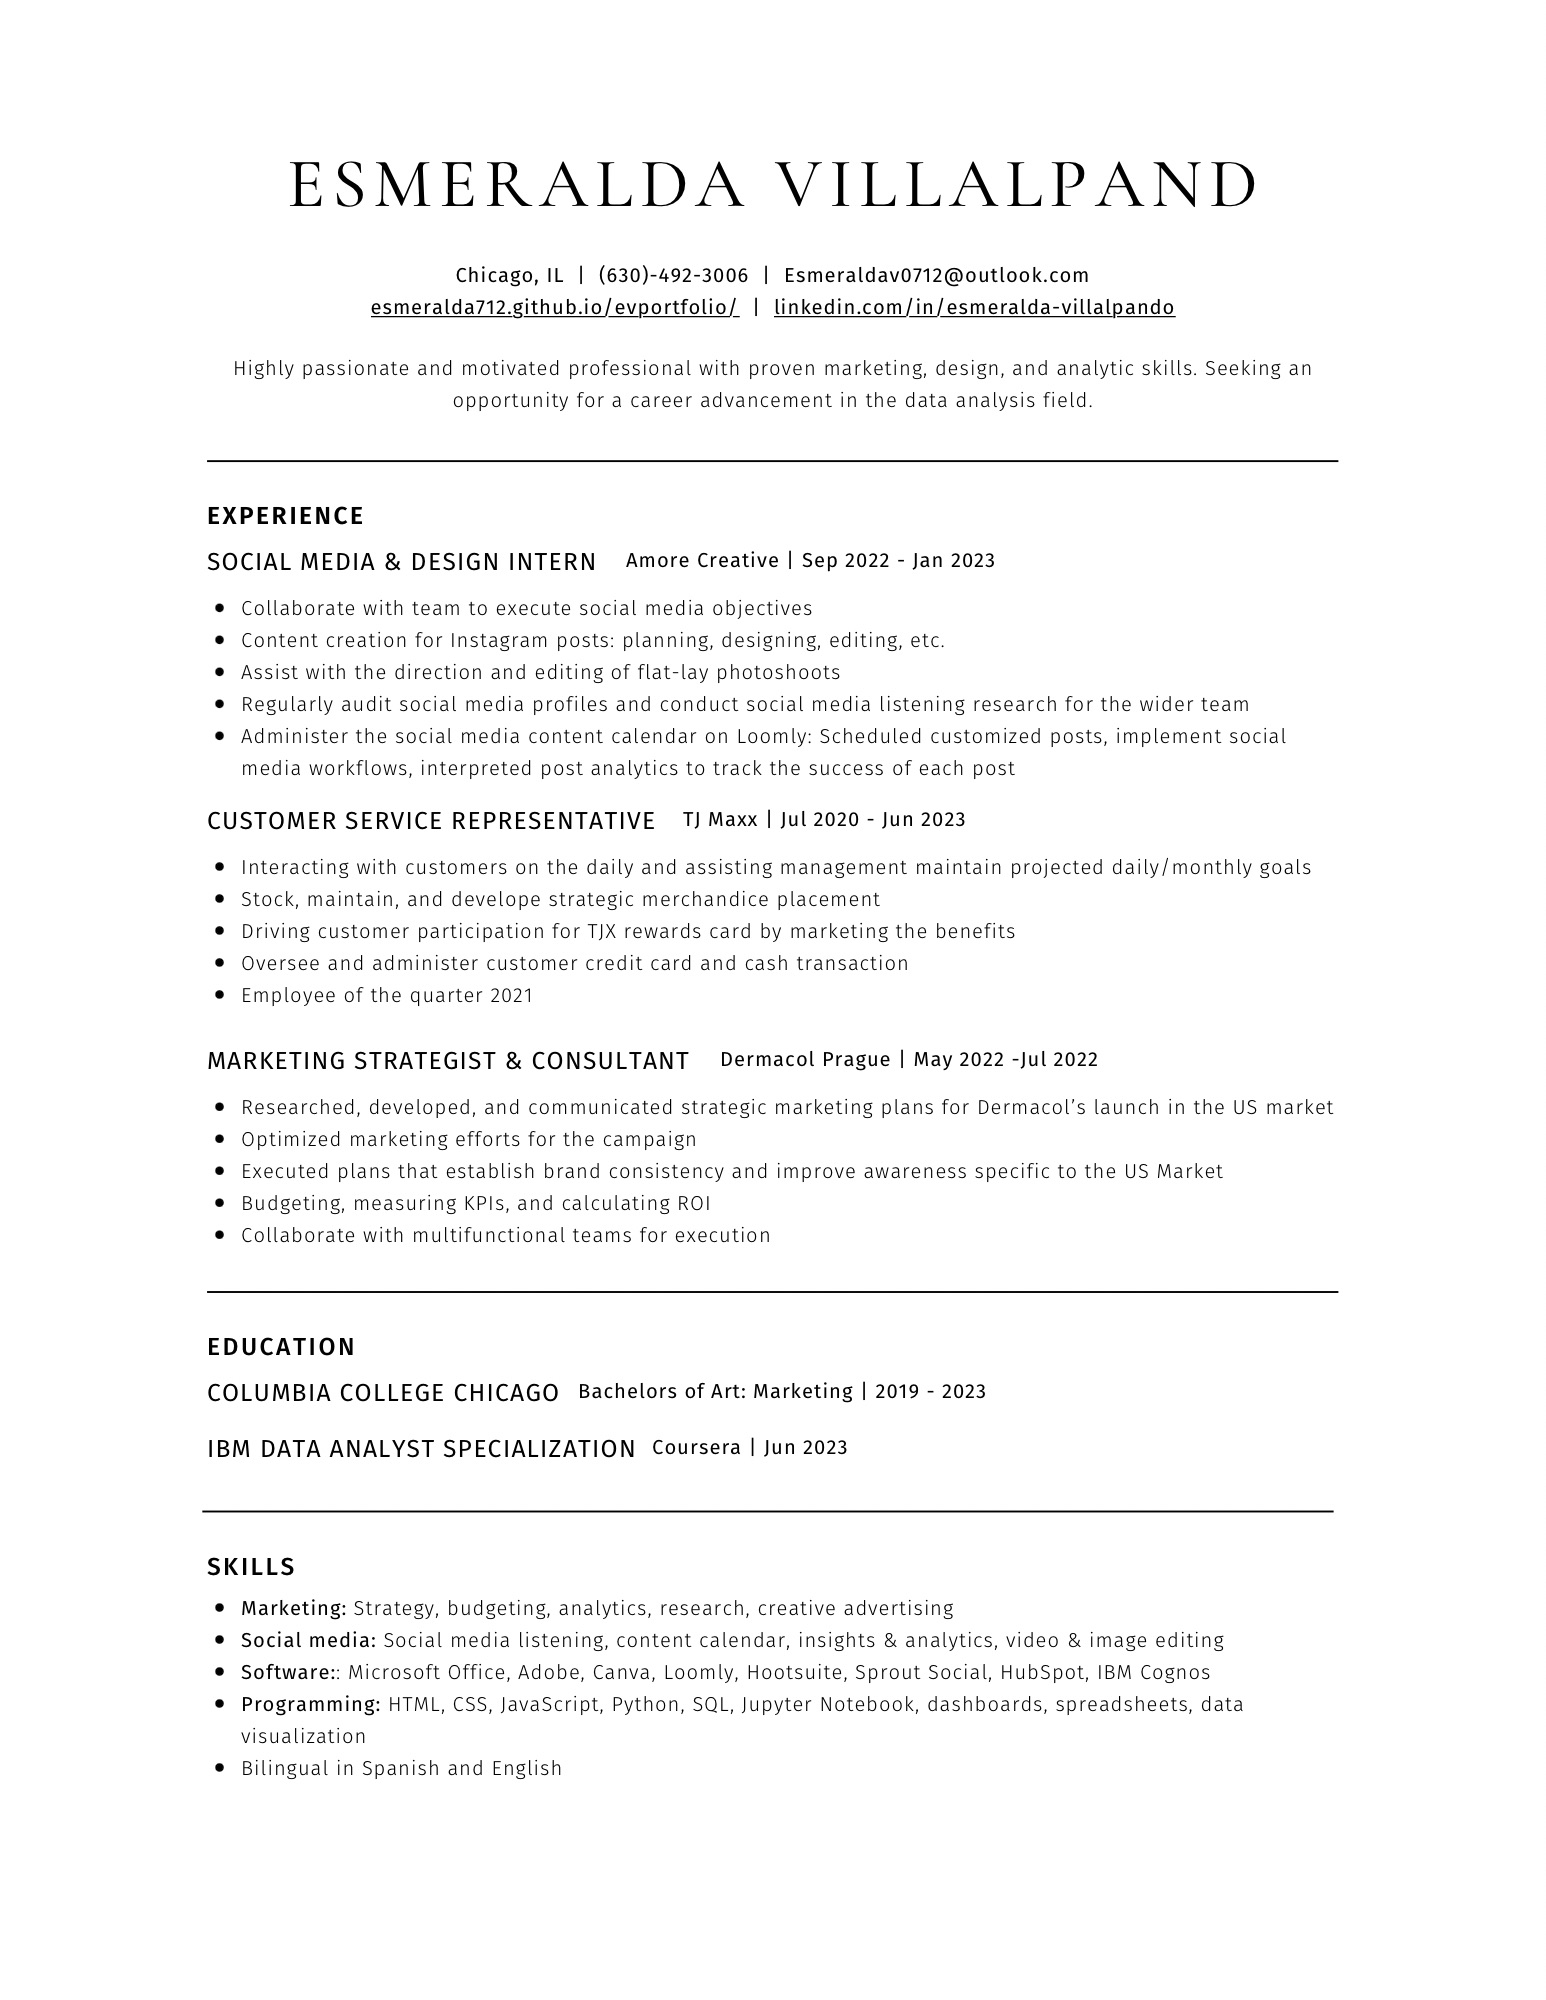 ESMERALDA VILLALPAND
Chicago, IL | (630)-492-3006 | Esmeraldav0712@outlook.com
esmeralda712.github.io/evportfolio/ | linkedin.com/in/esmeralda-villalpando
Highly passionate and motivated professional with proven marketing, design, and analytic skills. Seeking an
opportunity for a career advancement in the data analysis field.
EXPERIENCE
SOCIAL MEDIA & DESIGN INTERN Amore Creative | Sep 2022 - Jan 2023
• Collaborate with team to execute social media objectives
• Content creation for Instagram posts: planning, designing, editing, etc.
• Assist with the direction and editing of flat-lay photoshoots
• Regularly audit social media profiles and conduct social media listening research for the wider team
• Administer the social media content calendar on Loomly: Scheduled customized posts, implement social
media workflows, interpreted post analytics to track the success of each post
CUSTOMER SERVICE REPRESENTATIVE TJ Maxx | Jul 2020 - Jun 2023
• Interacting with customers on the daily and assisting management maintain projected daily/monthly goals
• Stock, maintain, and develope strategic merchandice placement
• Driving customer participation for TJX rewards card by marketing the benefits
• Oversee and administer customer credit card and cash transaction
• Employee of the quarter 2021
MARKETING STRATEGIST & CONSULTANT Dermacol Prague | May 2022 -Jul 2022
• Researched, developed, and communicated strategic marketing plans for Dermacol’s launch in the US market
• Optimized marketing efforts for the campaign
• Executed plans that establish brand consistency and improve awareness specific to the US Market
• Budgeting, measuring KPIs, and calculating ROI
• Collaborate with multifunctional teams for execution
EDUCATION
COLUMBIA COLLEGE CHICAGO Bachelors of Art: Marketing | 2019 - 2023
IBM DATA ANALYST SPECIALIZATION Coursera | Jun 2023
SKILLS
• Marketing: Strategy, budgeting, analytics, research, creative advertising
• Social media: Social media listening, content calendar, insights & analytics, video & image editing
• Software:: Microsoft Office, Adobe, Canva, Loomly, Hootsuite, Sprout Social, HubSpot, IBM Cognos
• Programming: HTML, CSS, JavaScript, Python, SQL, Jupyter Notebook, dashboards, spreadsheets, data
visualization
• Bilingual in Spanish and English